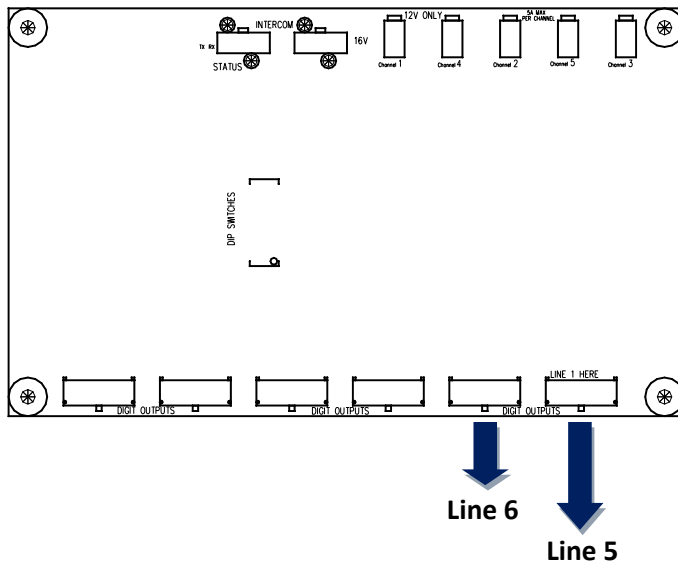 INTERCOM
12V ONLY
5A MAX
PER CHANNEL
TX RX
16V
STATUS
Channel 1
Channel 4
Channel 2
Channel 5
Channel 3
DIP SWITCHES
LINE 1 HERE
DIGIT OUTPUTS
DIGIT OUTPUTS
DIGIT OUTPUTS
Line 6
Line 5